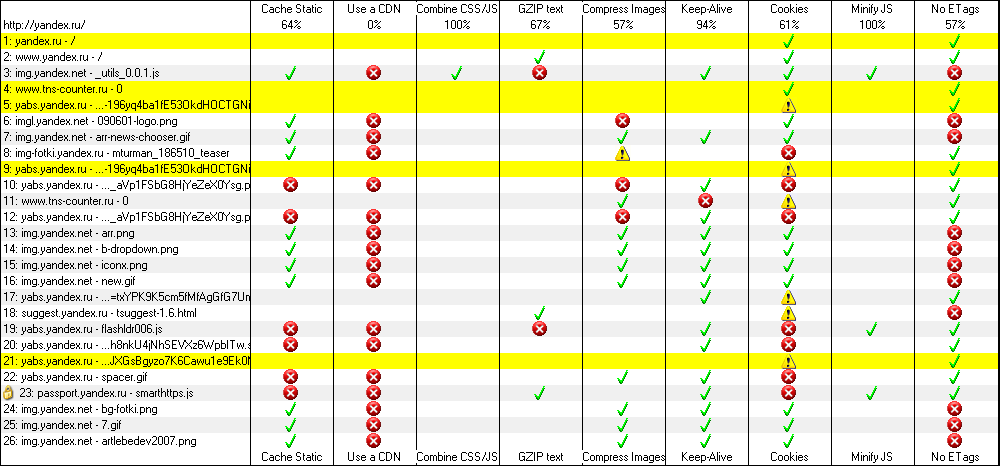 Cache Static Use a CDN Combine CSS/JS GZIP text Compress Images Keep-Alive Cookies Minify JS No ETags
http://yandex.ru/ 64% 0% 100% 67% 57% 94% 61% 100% 57%
1: yandex.ru - /
2: www.yandex.ru - /
3: img.yandex.net - _utils_0.0.1.js
4: www.tns-counter.ru - 0
5: yabs.yandex.ru - ...-196yq4ba1fE53OkdHOCTGNi
6: imgl.yandex.net - 090601-logo.png
7: img.yandex.net - arr-news-chooser.gif
8: img-fotki.yandex.ru - mturman_186510_teaser
9: yabs.yandex.ru - ...-196yq4ba1fE53OkdHOCTGNi
10: yabs.yandex.ru - ..._aVp1FSbG8HjYeZeX0Ysg.p
11: www.tns-counter.ru - 0
12: yabs.yandex.ru - ..._aVp1FSbG8HjYeZeX0Ysg.p
13: img.yandex.net - arr.png
14: img.yandex.net - b-dropdown.png
15: img.yandex.net - iconx.png
16: img.yandex.net - new.gif
17: yabs.yandex.ru - ...=txYPK9K5cm5fMfAgGfG7Un
18: suggest.yandex.ru - tsuggest-1.6.html
19: yabs.yandex.ru - flashldr006.js
20: yabs.yandex.ru - ...h8nkU4jNhSEVXz6WpbITw.s
21: yabs.yandex.ru - ...JXGsBgyzo7K6Cawu1e9Ek0N
22: yabs.yandex.ru - spacer.gif
23: passport.yandex.ru - smarthttps.js
24: img.yandex.net - bg-fotki.png
25: img.yandex.net - 7.gif
26: img.yandex.net - artlebedev2007.png
Cache Static Use a CDN Combine CSS/JS GZIP text Compress Images Keep-Alive Cookies Minify JS No ETags